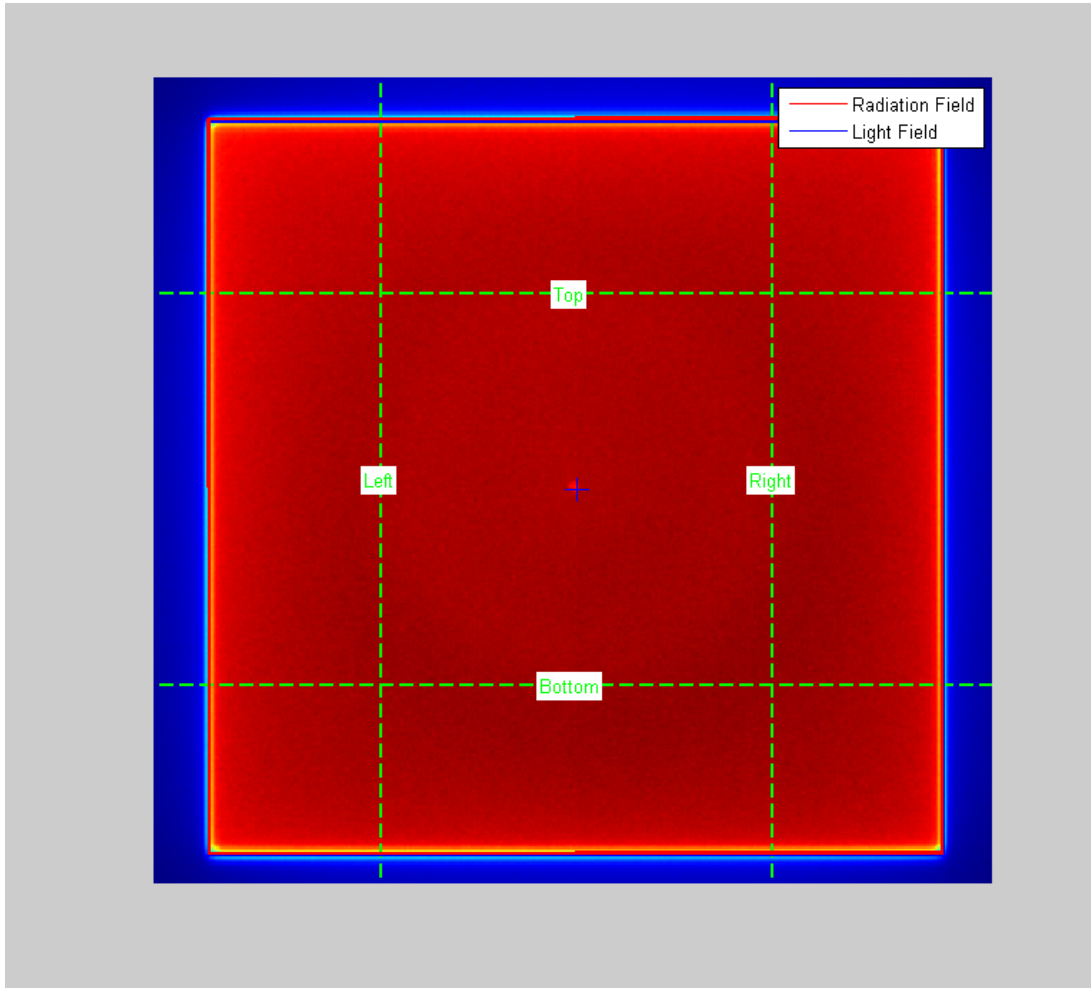 Radiation Field
Light Field
Top
Left
Right
Bottom